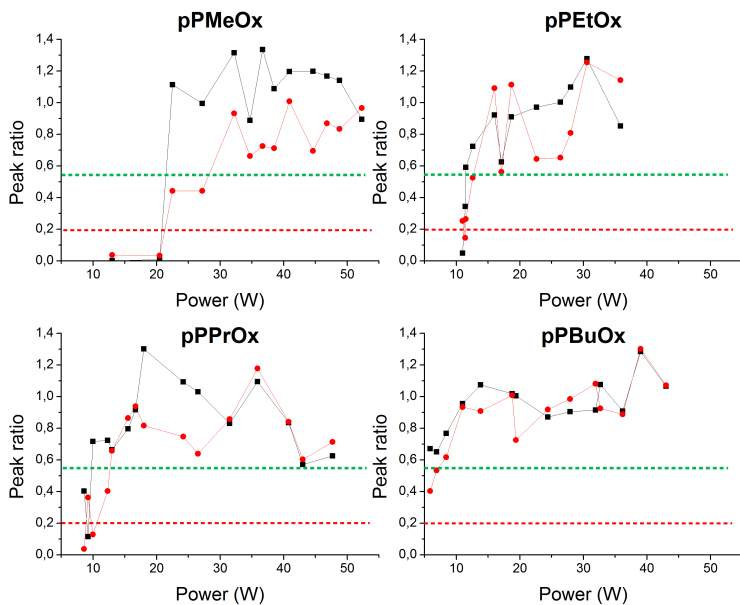 pPMeOx
1,4
1,2
1,0
0,8
0,6
0,4
0,2
0,0
Peak ratio
10 20 30 40 50
Power (W)
pPEtOx
1,4
1,2
1,0
0,8
0,6
0,4
0,2
0,0
Peak ratio
10 20 30 40 50
Power (W)
pPPrOx
1,4
1,2
1,0
0,8
0,6
0,4
0,2
0,0
Peak ratio
10 20 30 40 50
Power (W)
pPBuOx
1,4
1,2
1,0
0,8
0,6
0,4
0,2
0,0
Peak ratio
10 20 30 40 50
Power (W)